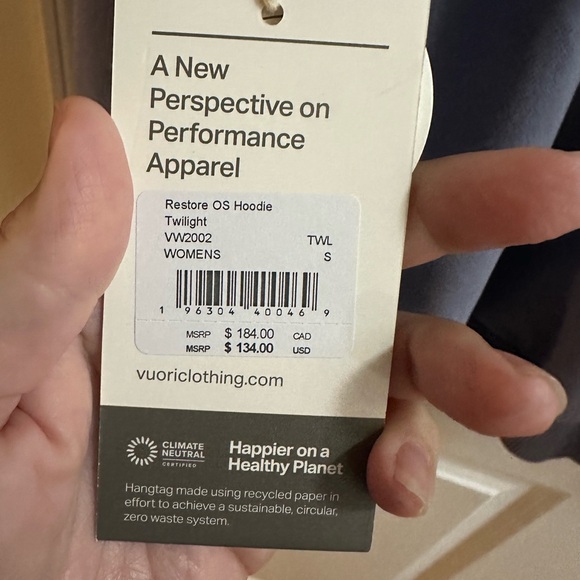 A New
Perspective on
Performance
Apparel
Restore OS Hoodie
Twilight
VW2002 TWL
WOMENS S
1 96304 40046 9
MSRP $ 184.00 CAD
MSRP $ 134.00 USD
vuoriclothing.com
CLIMATE
NEUTRAL
CERTIFIED
Happier on a
Healthy Planet
Hangtag made using recycled paper in
effort to achieve a sustainable, circular,
zero waste system.